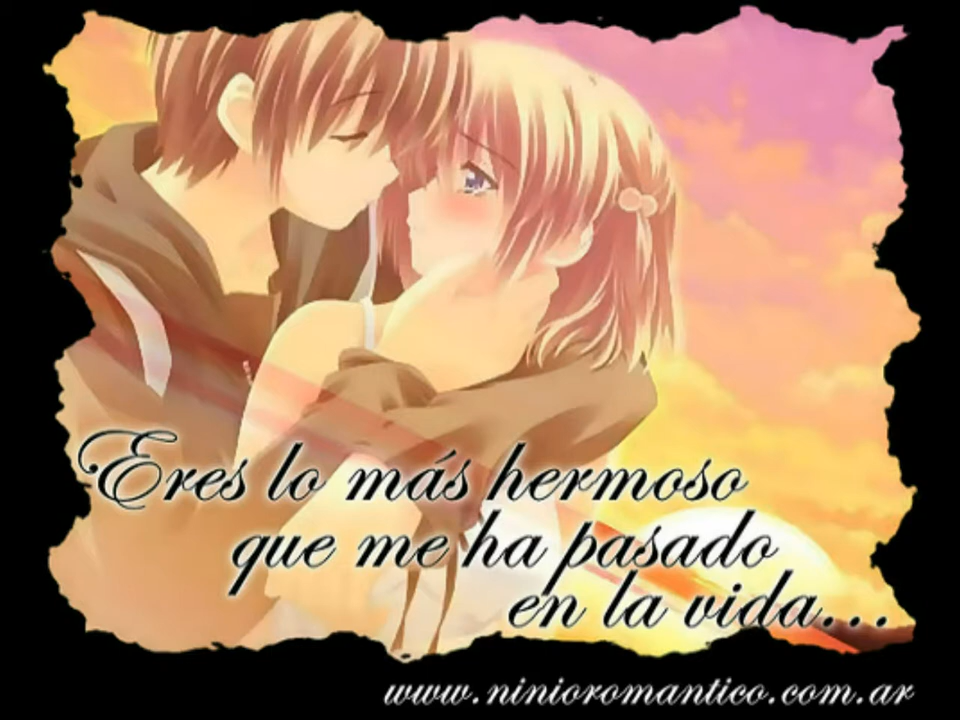 Eres lo más hermoso
que me ha pasado
en la vida...
www.ninioromantico.com.ar